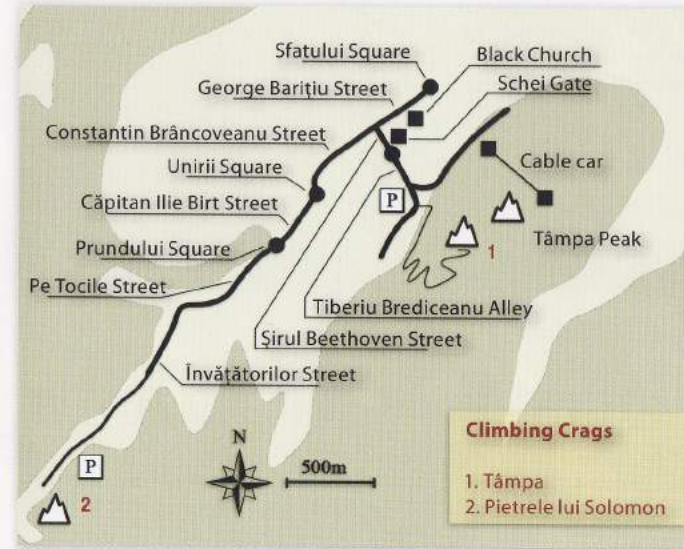 Sfatului Square
Black Church
George Barițiu Street
Schei Gate
Constantin Brâncoveanu Street
Unirii Square
Cable car
Căpitan Ilie Birt Street
P
1
Tâmpa Peak
Prundului Square
Pe Tocile Street
Tiberiu Brediceanu Alley
Șirul Beethoven Street
Învățătorilor Street
N
500m
P
2
Climbing Crags
1. Tâmpa
2. Pietrele lui Solomon